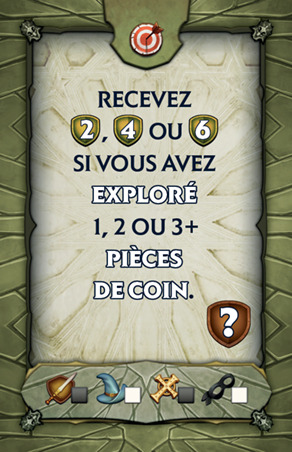 RECEVEZ
2, 4 OU 6
SI VOUS AVEZ
EXPLORÉ
1, 2 OU 3+
PIÈCES
DE COIN.
?